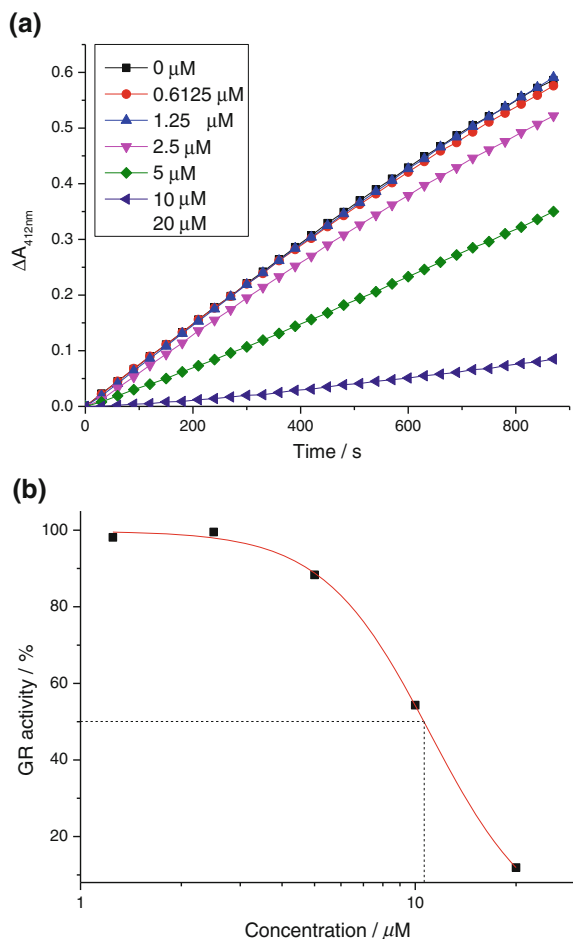 (a)
0.6
0.5
0.4
0.3
0.2
0.1
0.0
ΔA412nm
0 μM
0.6125 μM
1.25 μM
2.5 μM
5 μM
10 μM
20 μM
0 200 400 600 800
Time / s
(b)
100
80
60
40
20
GR activity / %
1 10
Concentration / μM